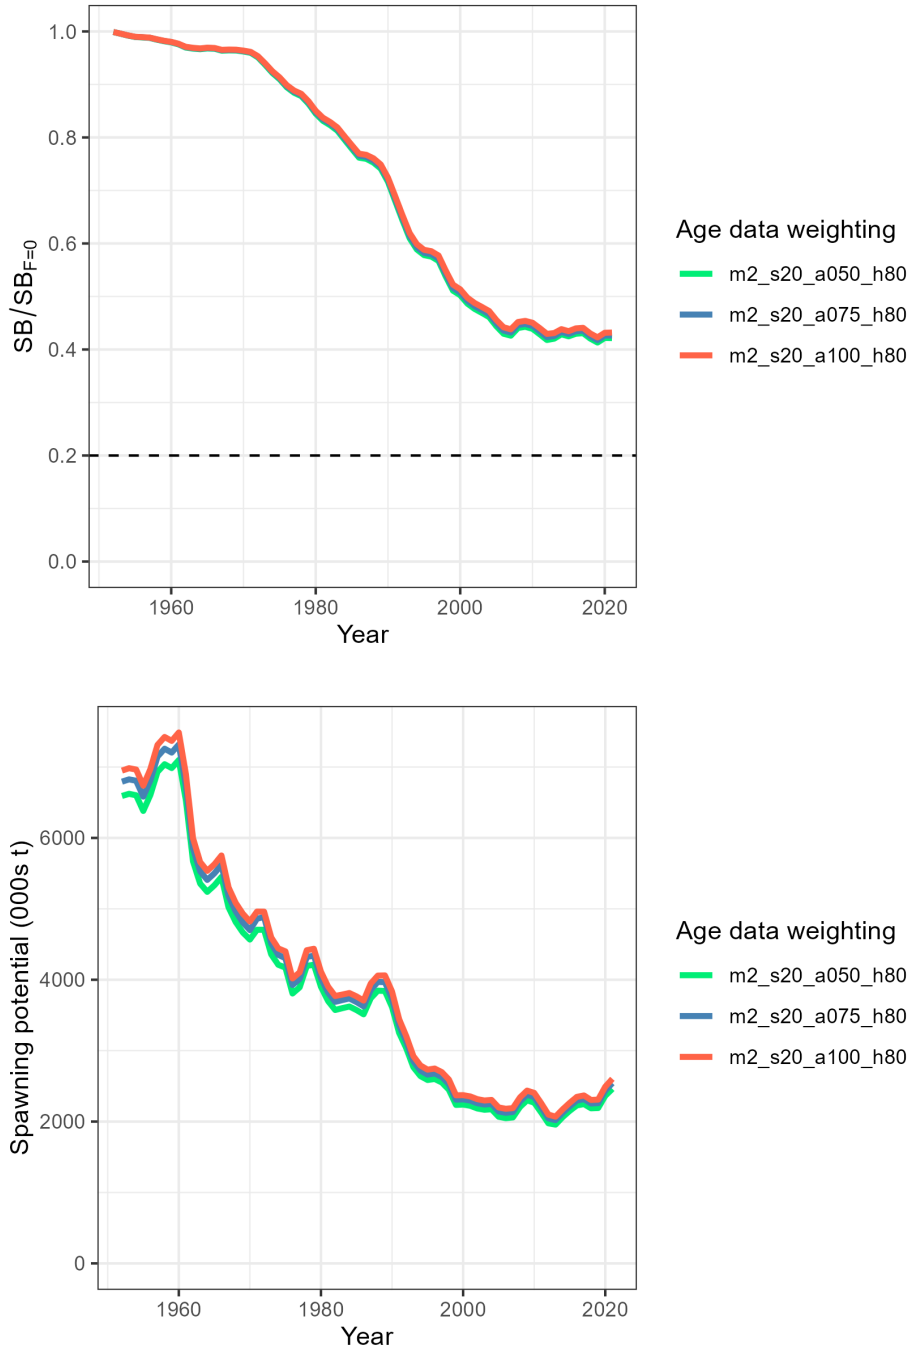 1.0
0.8
0.6
0.4
0.2
0.0
SB/SBF=0
1960 1980 2000 2020
Year
Age data weighting
m2_s20_a050_h80
m2_s20_a075_h80
m2_s20_a100_h80
6000
4000
2000
0
Spawning potential (000s t)
1960 1980 2000 2020
Year
Age data weighting
m2_s20_a050_h80
m2_s20_a075_h80
m2_s20_a100_h80